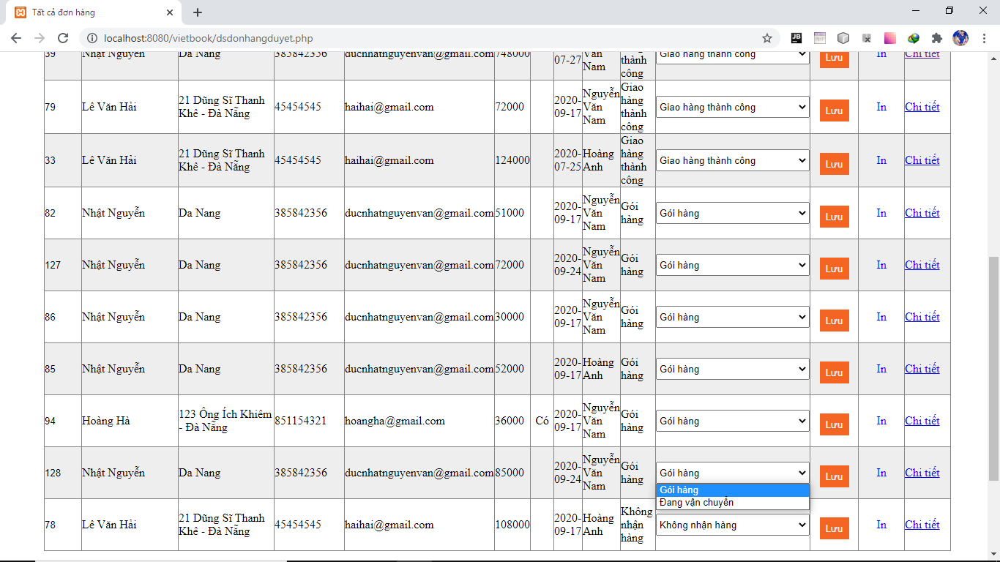 Tất cả đơn hàng
localhost:8080/vietbook/dsdonhangduyet.php
39 Nhật Nguyễn Da Nang 385842356 ducnhatnguyenvan@gmail.com 748000 07-27 Văn Nam thành công Giao hàng thành công Lưu In Chi tiết
79 Lê Văn Hải 21 Dũng Sĩ Thanh Khê - Đà Nẵng 45454545 haihai@gmail.com 72000 2020-09-17 Nguyễn Văn Nam Giao hàng thành công Giao hàng thành công Lưu In Chi tiết
33 Lê Văn Hải 21 Dũng Sĩ Thanh Khê - Đà Nẵng 45454545 haihai@gmail.com 124000 2020-07-25 Hoàng Anh Giao hàng thành công Giao hàng thành công Lưu In Chi tiết
82 Nhật Nguyễn Da Nang 385842356 ducnhatnguyenvan@gmail.com 51000 2020-09-17 Nguyễn Văn Nam Gói hàng Gói hàng Lưu In Chi tiết
127 Nhật Nguyễn Da Nang 385842356 ducnhatnguyenvan@gmail.com 72000 2020-09-24 Nguyễn Văn Nam Gói hàng Gói hàng Lưu In Chi tiết
86 Nhật Nguyễn Da Nang 385842356 ducnhatnguyenvan@gmail.com 30000 2020-09-17 Nguyễn Văn Nam Gói hàng Gói hàng Lưu In Chi tiết
85 Nhật Nguyễn Da Nang 385842356 ducnhatnguyenvan@gmail.com 52000 2020-09-17 Hoàng Anh Gói hàng Gói hàng Lưu In Chi tiết
94 Hoàng Hà 123 Ông Ích Khiêm - Đà Nẵng 851154321 hoangha@gmail.com 36000 Có 2020-09-17 Nguyễn Văn Nam Gói hàng Gói hàng Lưu In Chi tiết
128 Nhật Nguyễn Da Nang 385842356 ducnhatnguyenvan@gmail.com 85000 2020-09-24 Nguyễn Văn Nam Gói hàng Gói hàng Lưu In Chi tiết
Gói hàng
Đang vận chuyển
78 Lê Văn Hải 21 Dũng Sĩ Thanh Khê - Đà Nẵng 45454545 haihai@gmail.com 108000 2020-09-17 Hoàng Anh Không nhận hàng Không nhận hàng Lưu In Chi tiết